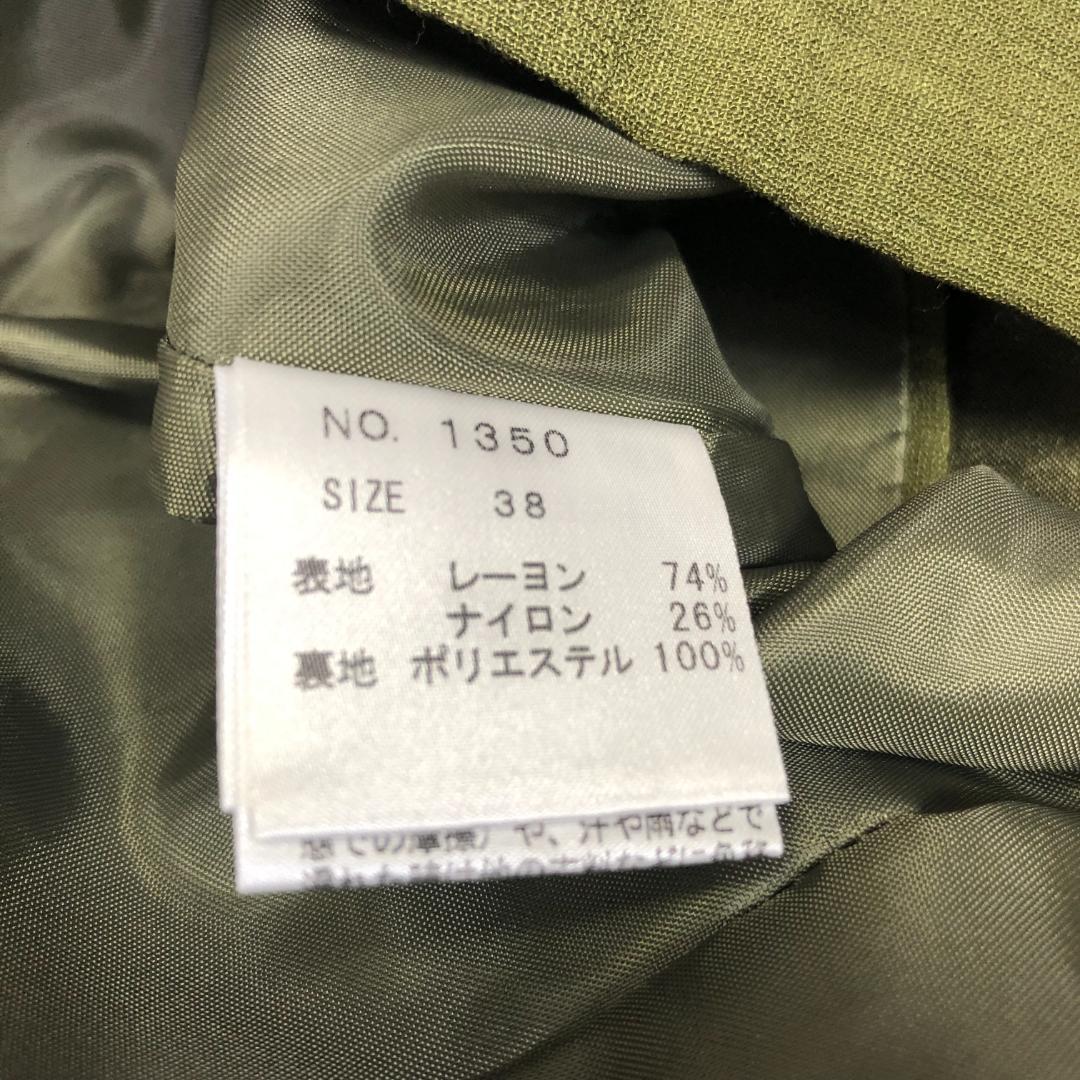 NO. 1350
SIZE 38
表地 レーヨン 74%
ナイロン 26%
裏地 ポリエステル 100%
や、汗や雨などで